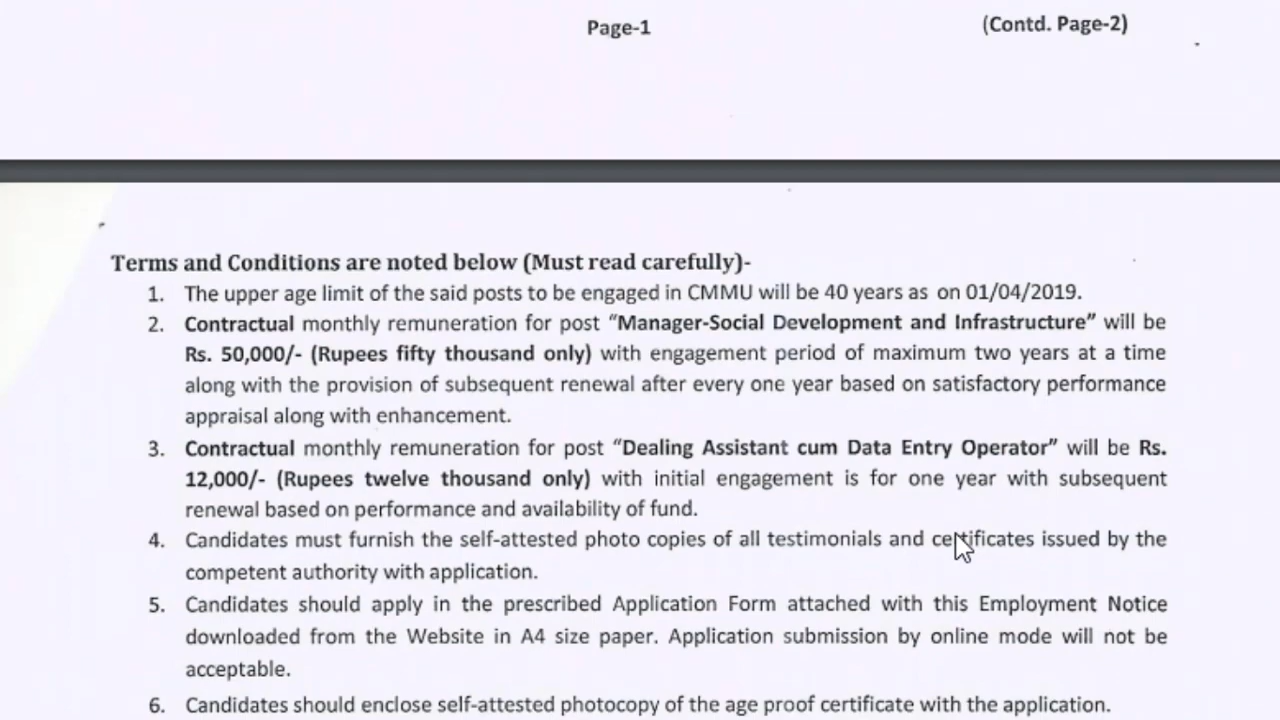 Page-1
(Contd. Page-2)
Terms and Conditions are noted below (Must read carefully)-
1. The upper age limit of the said posts to be engaged in CMMU will be 40 years as on 01/04/2019.
2. Contractual monthly remuneration for post “Manager-Social Development and Infrastructure” will be
Rs. 50,000/- (Rupees fifty thousand only) with engagement period of maximum two years at a time
along with the provision of subsequent renewal after every one year based on satisfactory performance
appraisal along with enhancement.
3. Contractual monthly remuneration for post “Dealing Assistant cum Data Entry Operator” will be Rs.
12,000/- (Rupees twelve thousand only) with initial engagement is for one year with subsequent
renewal based on performance and availability of fund.
4. Candidates must furnish the self-attested photo copies of all testimonials and certificates issued by the
competent authority with application.
5. Candidates should apply in the prescribed Application Form attached with this Employment Notice
downloaded from the Website in A4 size paper. Application submission by online mode will not be
acceptable.
6. Candidates should enclose self-attested photocopy of the age proof certificate with the application.